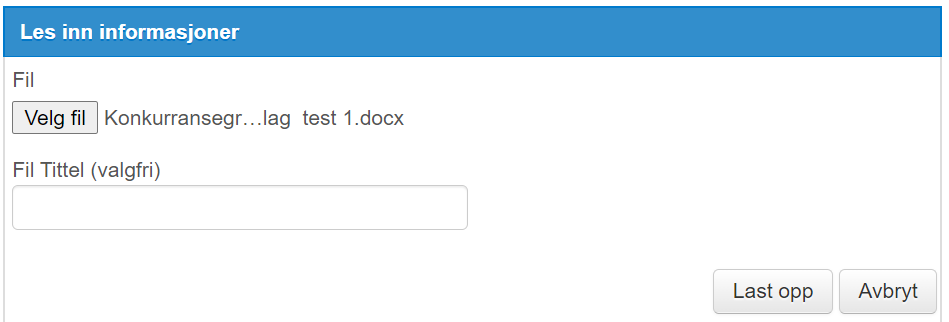 Les inn informasjoner
Fil
Velg fil Konkurransegr…lag test 1.docx
Fil Tittel (valgfri)
Last opp Avbryt